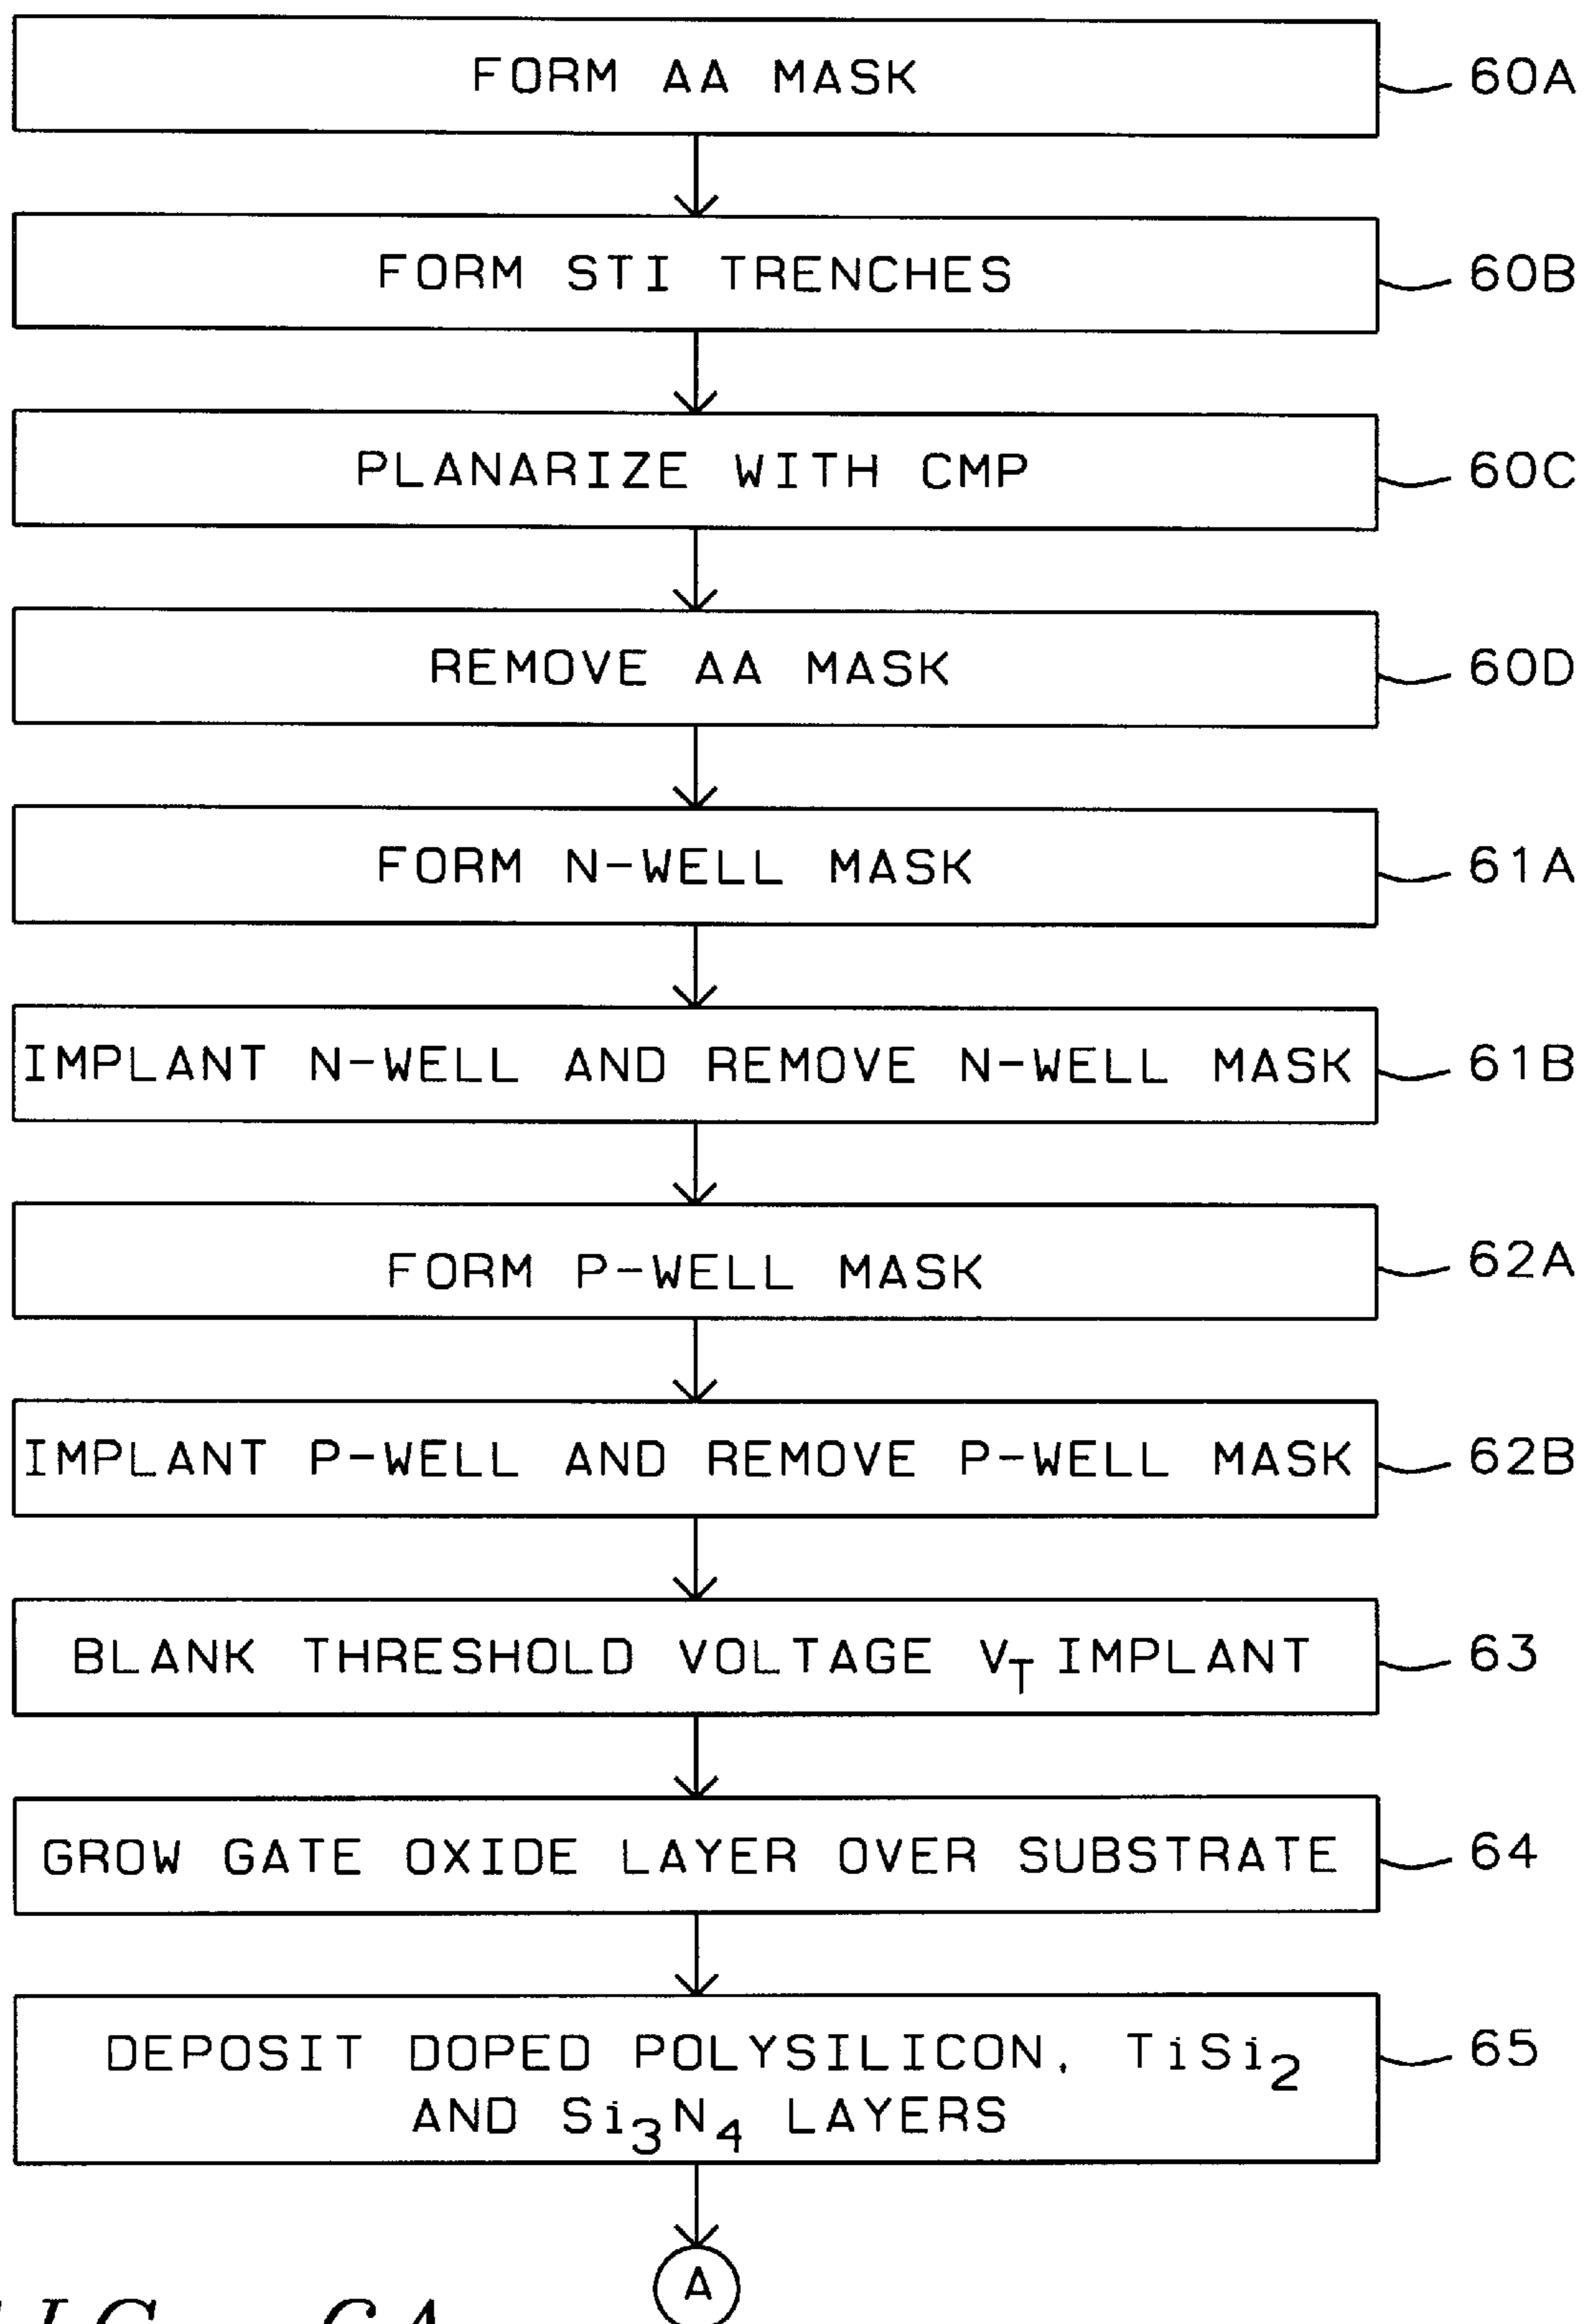 FORM AA MASK 60A
FORM STI TRENCHES 60B
PLANARIZE WITH CMP 60C
REMOVE AA MASK 60D
FORM N-WELL MASK 61A
IMPLANT N-WELL AND REMOVE N-WELL MASK 61B
FORM P-WELL MASK 62A
IMPLANT P-WELL AND REMOVE P-WELL MASK 62B
BLANK THRESHOLD VOLTAGE V_T IMPLANT 63
GROW GATE OXIDE LAYER OVER SUBSTRATE 64
DEPOSIT DOPED POLYSILICON, TiSi₂ 65
AND Si₃N₄ LAYERS
A